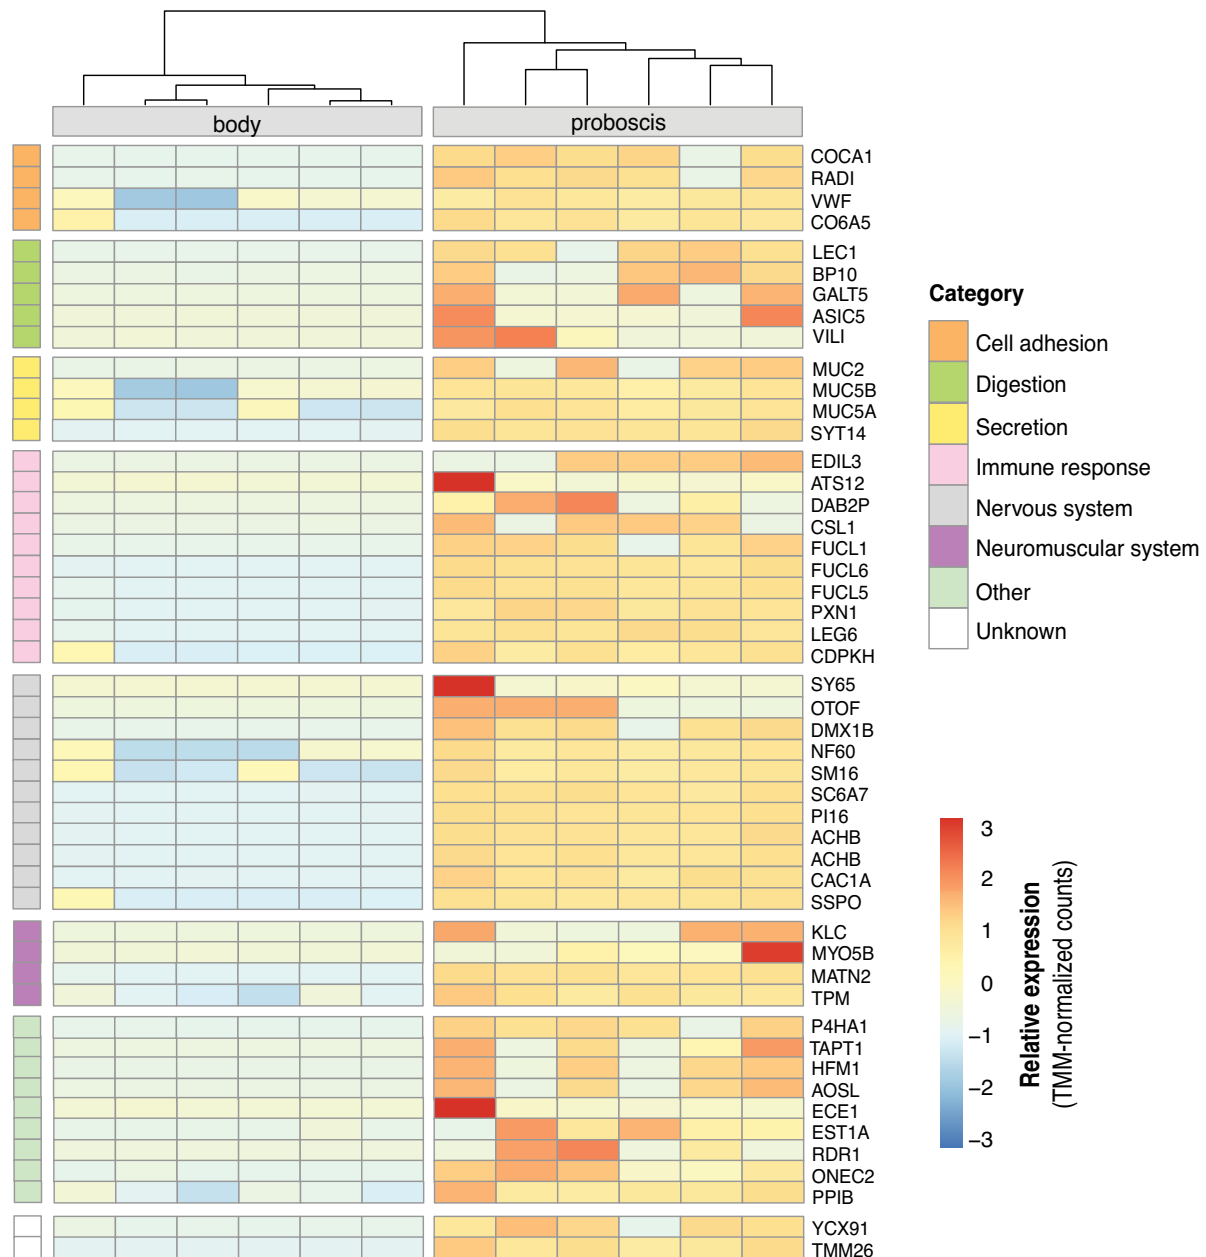 body
proboscis
COCA1
RADI
VWF
CO6A5
LEC1
BP10
GALT5
ASIC5
VILI
MUC2
MUC5B
MUC5A
SYT14
EDIL3
ATS12
DAB2P
CSL1
FUCL1
FUCL6
FUCL5
PXN1
LEG6
CDPKH
SY65
OTOF
DMX1B
NF60
SM16
SC6A7
PI16
ACHB
ACHB
CAC1A
SSPO
KLC
MYO5B
MATN2
TPM
P4HA1
TAPT1
HFM1
AOSL
ECE1
EST1A
RDR1
ONEC2
PPIB
YCX91
TMM26
Category
Cell adhesion
Digestion
Secretion
Immune response
Nervous system
Neuromuscular system
Other
Unknown
3
2
1
0
−1
−2
−3
Relative expression
(TMM-normalized counts)